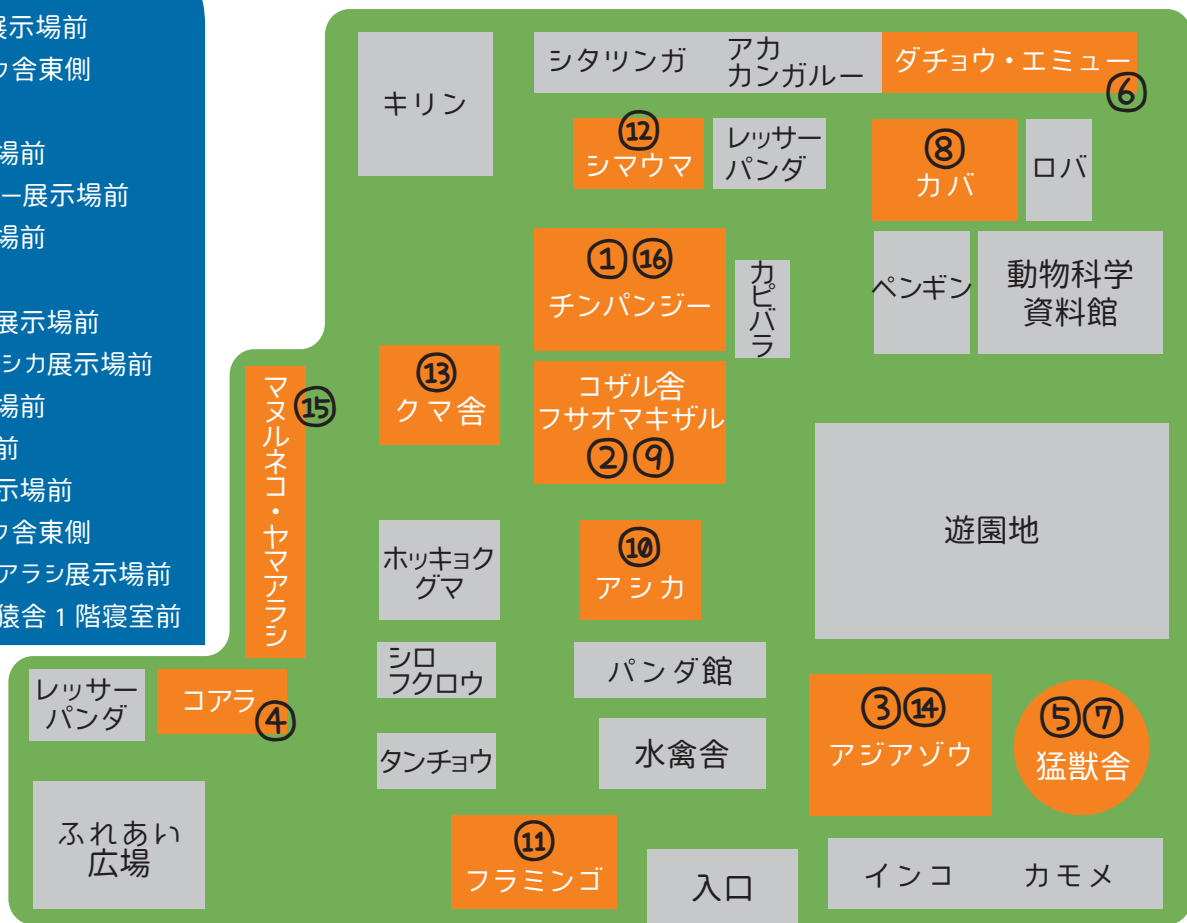 展示場前
ウ舎東側
場前
ー展示場前
場前
展示場前
シカ展示場前
場前
前
示場前
ウ舎東側
アラシ展示場前
猿舎1階寝室前
キリン
シタツンガ
アカ
カンガルー
ダチョウ・エミュー
⑥
⑫
シマウマ
レッサー
パンダ
⑧
カバ
ロバ
①⑯
チンパンジー
カピバラ
ペンギン
動物科学
資料館
マヌルネコ・ヤマアラシ
⑮
⑬
クマ舎
コザル舎
フサオマキザル
②⑨
遊園地
ホッキョク
グマ
⑩
アシカ
シロ
フクロウ
パンダ館
レッサー
パンダ
コアラ
④
③⑭
アジアゾウ
⑤⑦
猛獣舎
タンチョウ
水禽舎
ふれあい
広場
⑪
フラミンゴ
入口
インコ
カモメ